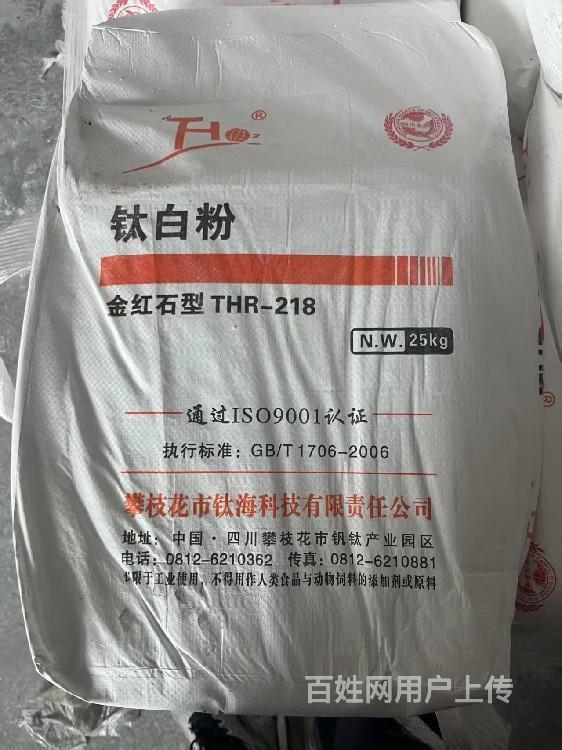 TH
2
®
钛白粉
金红石型 THR-218
N.W. 25kg
通过ISO9001认证
执行标准：GB/T 1706-2006
攀枝花市钛海科技有限责任公司
地址：中国·四川攀枝花市钒钛产业园区
电话：0812-6210362 传真：0812-6210881
仅限于工业使用，不得用作人类食品与动物饲料的添加剂或原料
百姓网用户上传